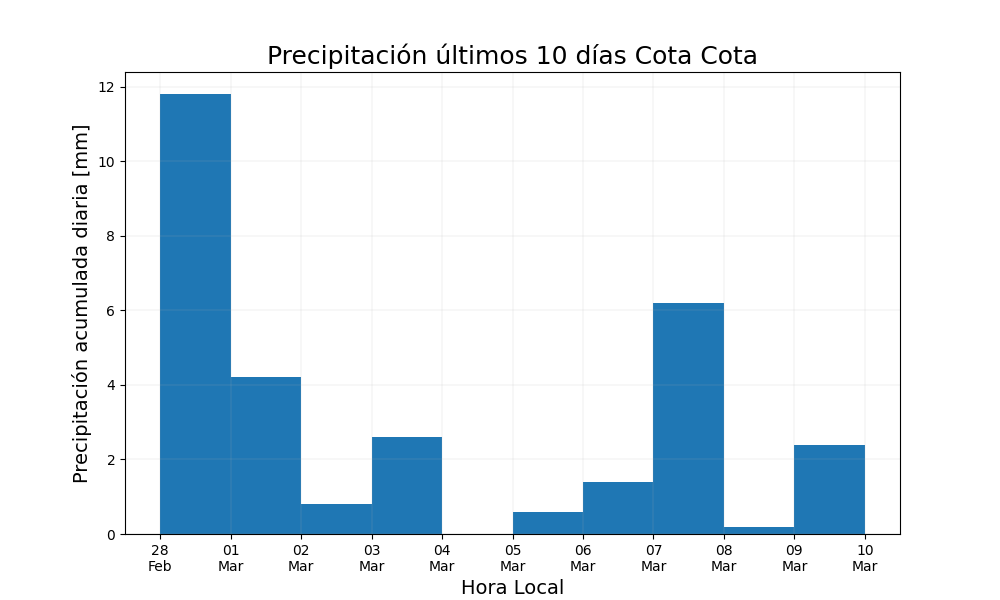 Precipitación últimos 10 días Cota Cota
Precipitación acumulada diaria [mm]
12
10
8
6
4
2
0
28 01 02 03 04 05 06 07 08 09 10
Feb Mar Mar Mar Mar Mar Mar Mar Mar Mar Mar
Hora Local